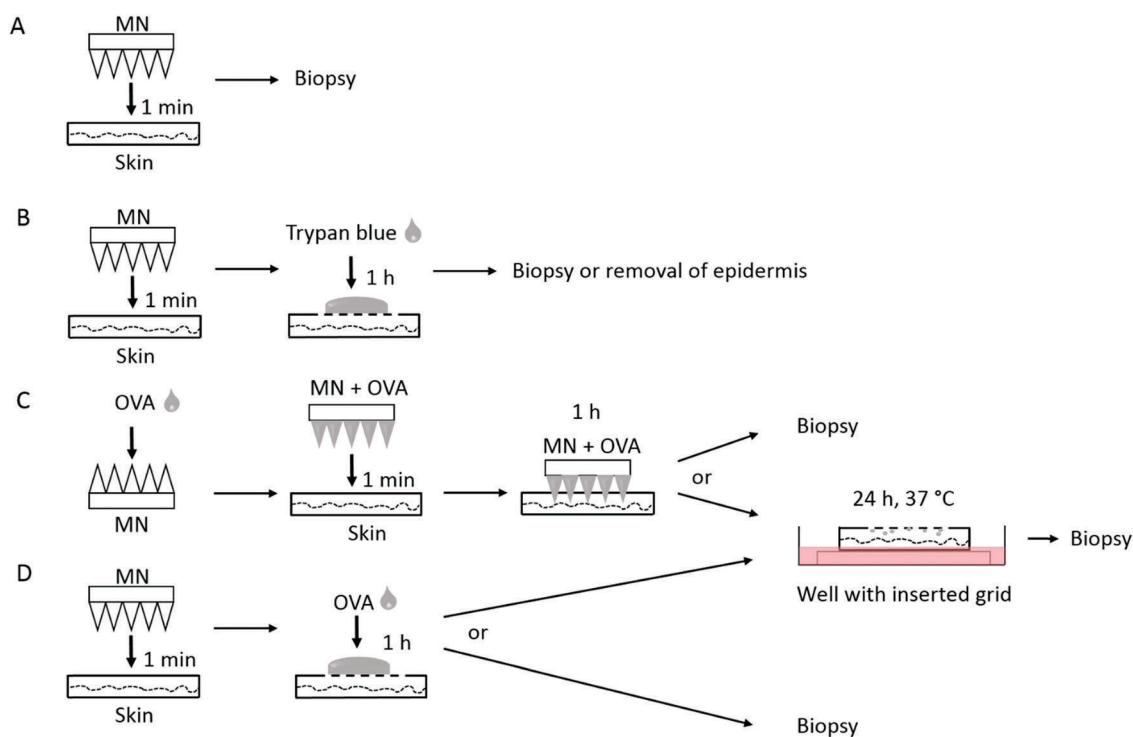 A
MN
1 min
Skin
Biopsy
B
MN
1 min
Skin
Trypan blue
1 h
Biopsy or removal of epidermis
C
OVA
MN
MN + OVA
1 min
Skin
1 h
MN + OVA
or
Biopsy
24 h, 37 °C
Well with inserted grid
Biopsy
D
MN
1 min
Skin
OVA
1 h
or
Biopsy